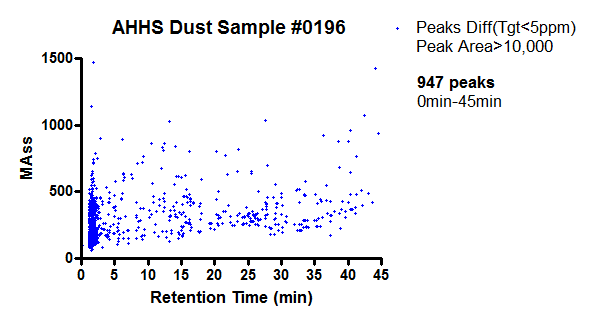 AHHS Dust Sample #0196
Peaks Diff(Tgt<5ppm)
Peak Area>10,000
947 peaks
0min-45min
MAss
1500
1000
500
0
0 5 10 15 20 25 30 35 40 45
Retention Time (min)